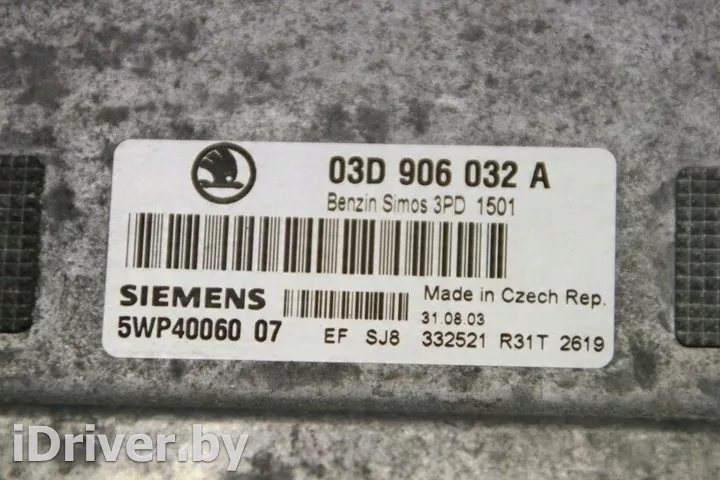 03D 906 032 A
Benzin Simos 3PD 1501
SIEMENS
Made in Czech Rep.
31.08.03
5WP40060 07
EF SJ8 332521 R31T 2619
iDriver.by